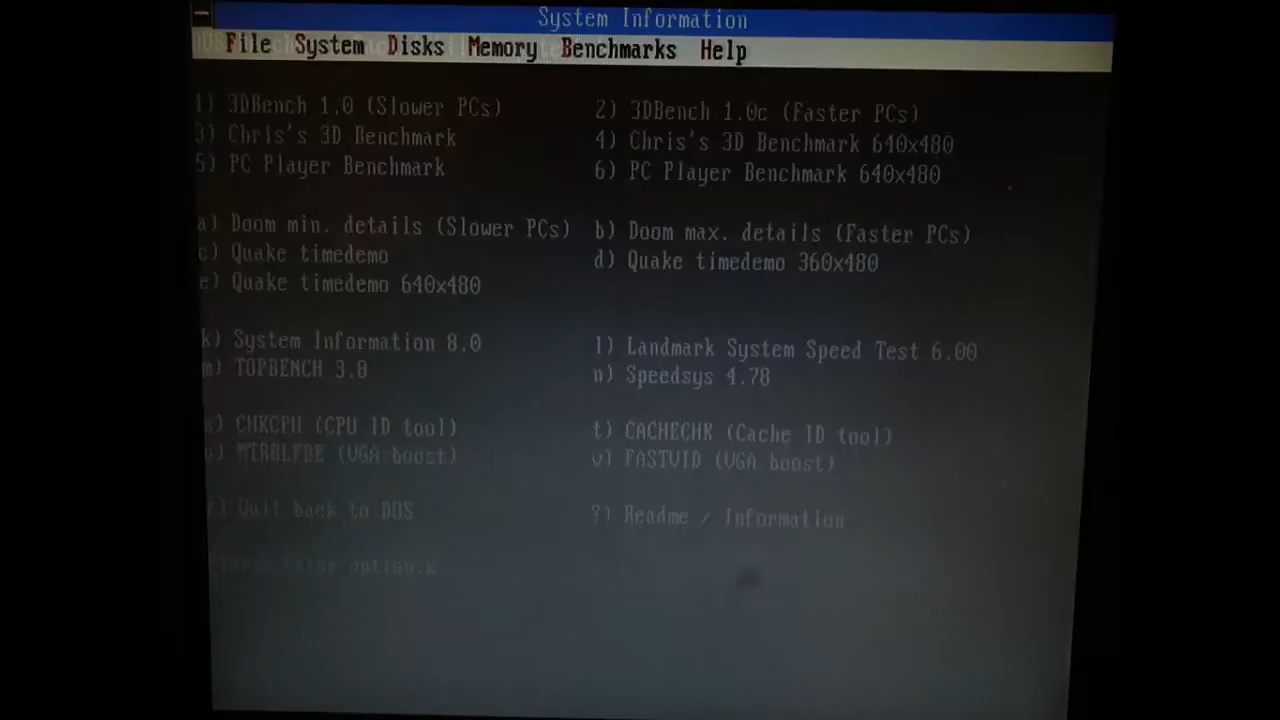 System Information
File System Disks Memory Benchmarks Help
1) 3DBench 1.0 (Slower PCs) 2) 3DBench 1.0c (Faster PCs)
3) Chris's 3D Benchmark 4) Chris's 3D Benchmark 640x480
5) PC Player Benchmark 6) PC Player Benchmark 640x480
a) Doom min. details (Slower PCs) b) Doom max. details (Faster PCs)
c) Quake timedemo d) Quake timedemo 360x480
e) Quake timedemo 640x480
k) System Information 8.0 l) Landmark System Speed Test 6.00
m) TOPBENCH 3.8 n) Speedsys 4.78
s) CHKCPU (CPU ID tool) t) CACHECHK (Cache ID tool)
(VGA boost) v) FASTVID (VGA boost)
Quit back to DOS ?) Readme / Information
option:k